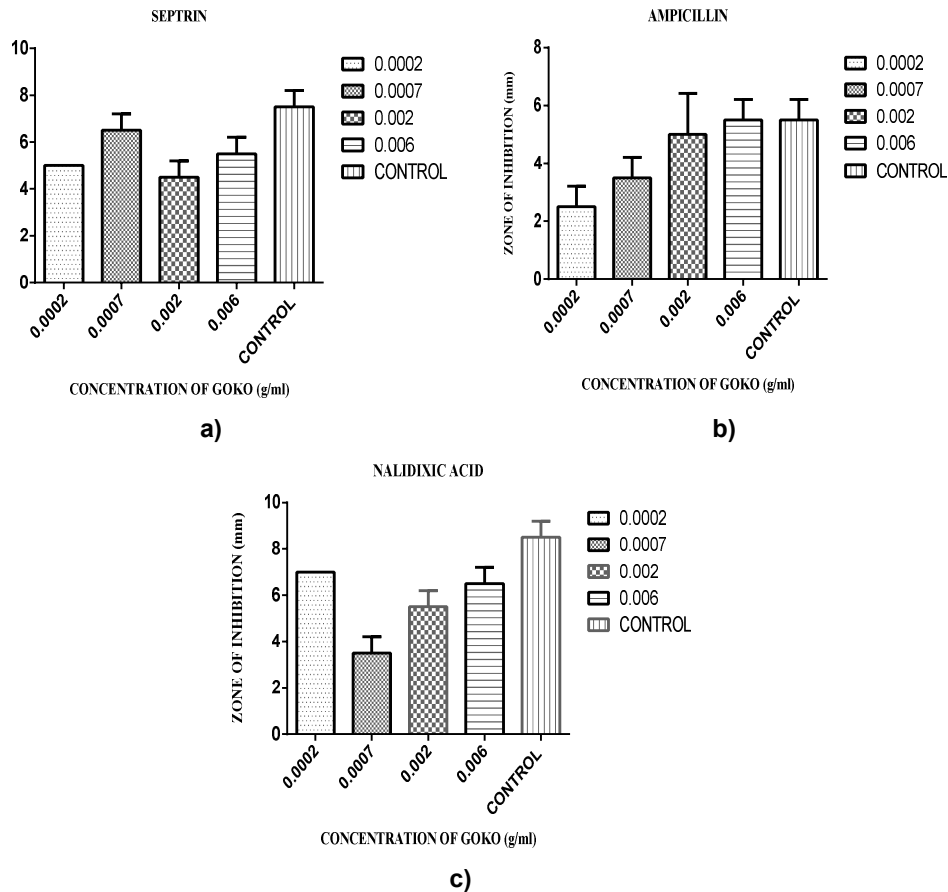 SEPTRIN
10
8
6
4
2
0
0.0002
0.0007
0.002
0.006
CONTROL
CONCENTRATION OF GOKO (g/ml)
0.0002
0.0007
0.002
0.006
CONTROL
a)
AMPICILLIN
ZONE OF INHIBITION (mm)
8
6
4
2
0
0.0002
0.0007
0.002
0.006
CONTROL
CONCENTRATION OF GOKO (g/ml)
0.0002
0.0007
0.002
0.006
CONTROL
b)
NALIDIXIC ACID
ZONE OF INHIBITION (mm)
10
8
6
4
2
0
0.0002
0.0007
0.002
0.006
CONTROL
CONCENTRATION OF GOKO (g/ml)
0.0002
0.0007
0.002
0.006
CONTROL
c)